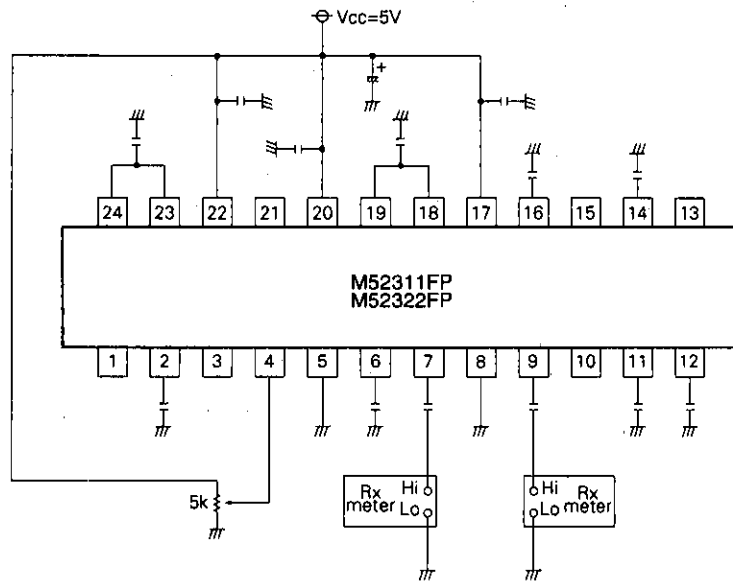 Vcc=5V
+
24 23 22 21 20 19 18 17 16 15 14 13
M52311FP
M52322FP
1 2 3 4 5 6 7 8 9 10 11 12
5k
Rx meter Hi Lo
Hi Lo Rx meter